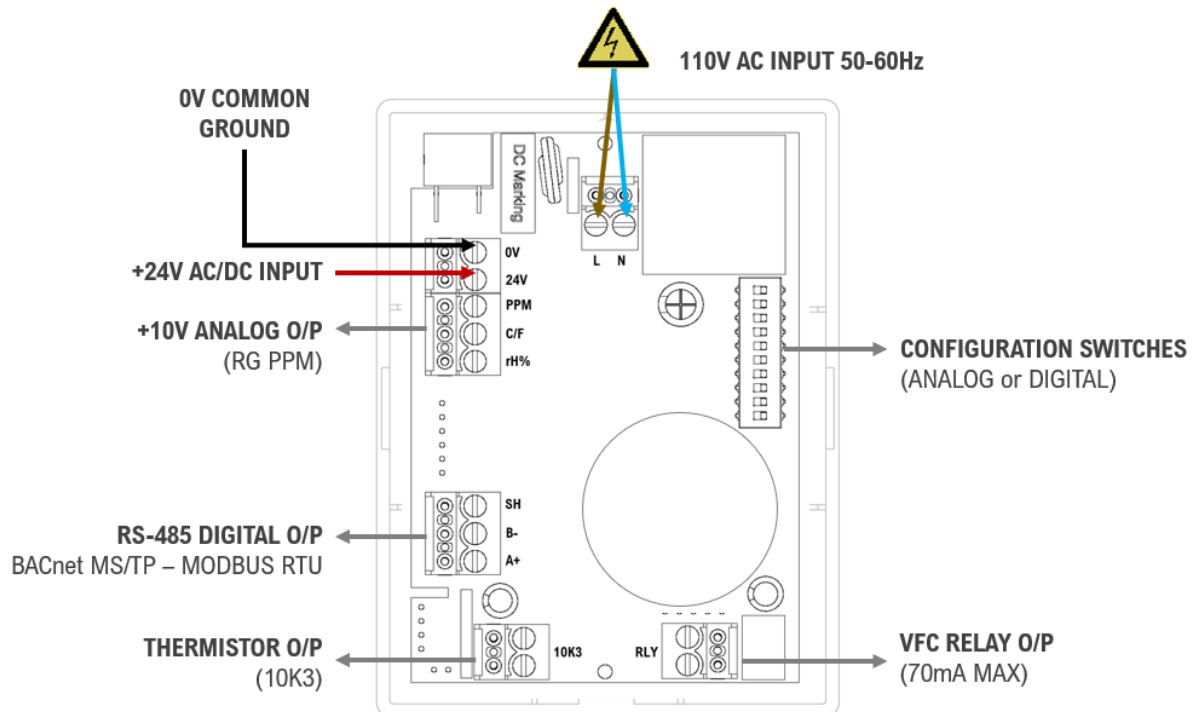 110V AC INPUT 50-60Hz
0V COMMON
GROUND
DC Marking
L N
0V
+24V AC/DC INPUT
24V
PPM
+10V ANALOG O/P
(RG PPM)
C/F
rH%
CONFIGURATION SWITCHES
(ANALOG or DIGITAL)
SH
RS-485 DIGITAL O/P
BACnet MS/TP – MODBUS RTU
B-
A+
THERMISTOR O/P
(10K3)
10K3
RLY
VFC RELAY O/P
(70mA MAX)